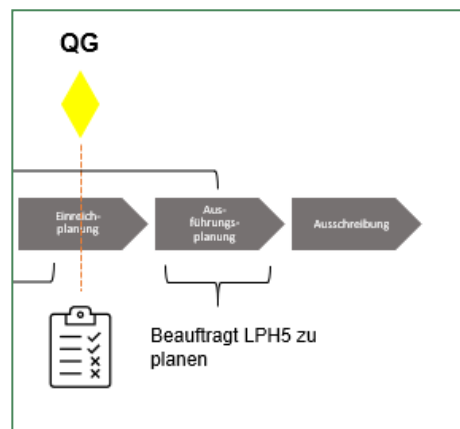 QG
Einreich-
planung
Aus-
führungs-
planung
Ausschreibung
Beauftragt LPH5 zu
planen